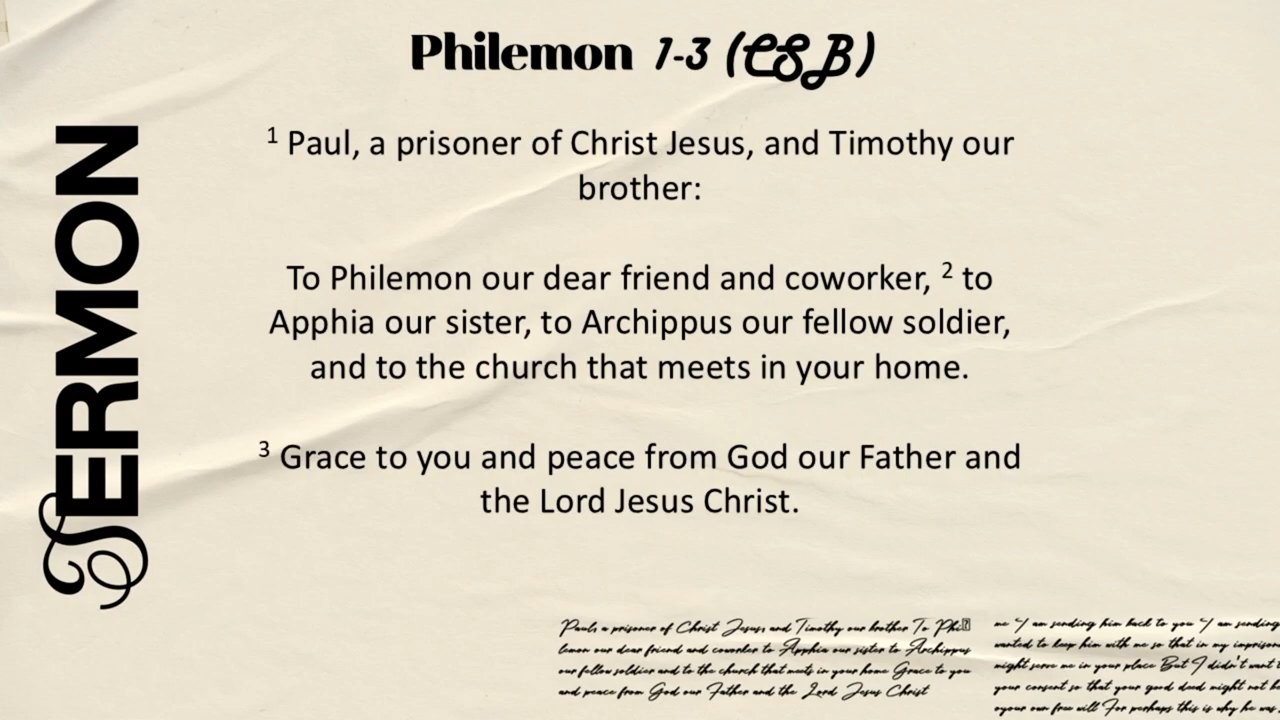 Philemon 1-3 (CSB)
SERMON
1 Paul, a prisoner of Christ Jesus, and Timothy our
brother:
To Philemon our dear friend and coworker, 2 to
Apphia our sister, to Archippus our fellow soldier,
and to the church that meets in your home.
3 Grace to you and peace from God our Father and
the Lord Jesus Christ.
Paul, a prisoner of Christ Jesus, and Timothy our brother To Phi
lemon our dear friend and coworder to Apphia our sister to Archippus
our fellow soldier and to the church that meets in your home Grace to you
and peace from God our Father and the Lord Jesus Christ
me I am sending him back to you I am sending
wanted to keep him with me so that in my imprison
might serve me in your place But I didn't want t
your consent so that your good deed might not b
oyour own free will For perhaps this is why he was